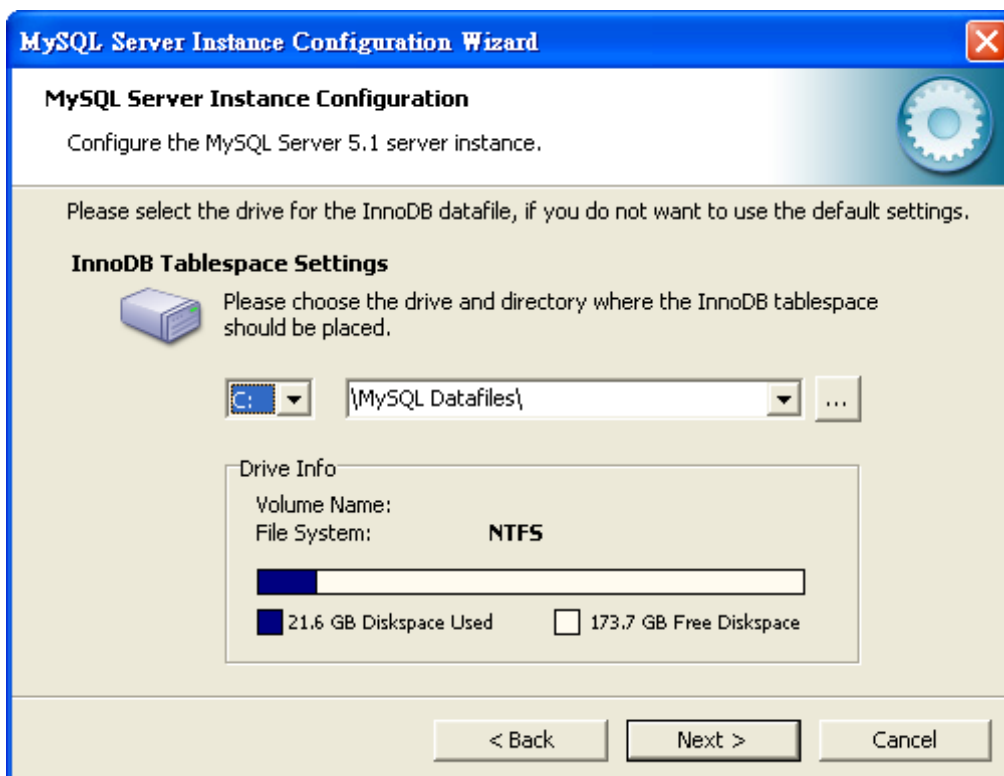 MySQL Server Instance Configuration Wizard
MySQL Server Instance Configuration
Configure the MySQL Server 5.1 server instance.
Please select the drive for the InnoDB datafile, if you do not want to use the default settings.
InnoDB Tablespace Settings
Please choose the drive and directory where the InnoDB tablespace
should be placed.
C: \MySQL Datafiles\ ...
Drive Info
Volume Name:
File System: NTFS
21.6 GB Diskspace Used 173.7 GB Free Diskspace
< Back Next > Cancel